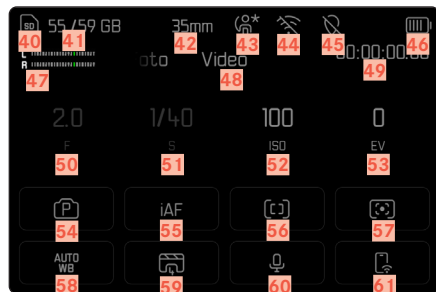 SD 55/59 GB 35mm
40 41 42 43 44 45 46
L
R
oto Video 00:00:00.00
47 48 49
2.0 1/40 100 0
F S ISO EV
50 51 52 53
P iAF
54 55 56 57
AUTO
WB
58 59 60 61